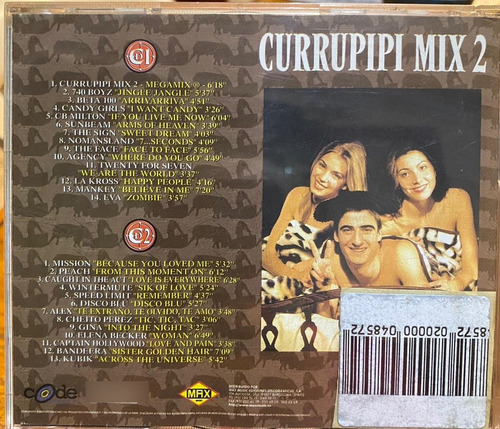 CURRUPIPI MIX 2
CD1
1. CURRUPIPI MIX 2 - MEGAMIX ® - 6'18"
2. 740 BOYZ "JINGLE JANGLE" 5'37"
3. BETA 100 "ARRIVARRIVA" 4'51"
4. CANDY GIRLS "I WANT CANDY" 3'26"
5. CB MILTON "IF YOU LIVE ME NOW" 6'04"
6. SUNBEAM "ARMS OF HEAVEN" 3'39"
7. THE SIGN "SWEET DREAM" 4'03"
8. NOMANSLAND "7...SECONDS" 4'09"
9. THE FACE "FACE TO FACE" 5'56"
10. AGENCY "WHERE DO YOU GO" 4'49"
11. TWENTY FOR SEVEN
"WE ARE THE WORLD" 3'37"
12. LA KROSS "HAPPY PEOPLE" 4'16"
13. MANKEY "BELIEVE IN ME" 7'20"
14. EVA "ZOMBIE" 3'57"
CD2
1. MISSION "BECAUSE YOU LOVED ME" 5'32"
2. PEACH "FROM THIS MOMENT ON" 6'12"
3. CAUGHT IN THE ACT "LOVE IS EVERYWHERE" 6'28"
4. WINTERMUTE "SIK OF LOVE" 5'24"
5. SPEED LIMIT "REMEMBER" 4'37"
6. DISCO BLU "DISCO BLU" 5'27"
7. ALEX "TE EXTRAÑO, TE OLVIDO, TE AMO" 3'48"
8. CHEITO PEREZ "TIC, TIC, TAC" 3'06"
9. GINA "INTO THE NIGHT" 3'27"
10. ELENA BECKER "WOMAN" 6'49"
11. CAPTAIN HOLLYWOOD "LOVE AND PAIN" 3'38"
12. BANDEERA "SISTER GOLDEN HAIR" 7'09"
13. KUBIK "ACROSS THE UNIVERSE" 5'42"
code
MAX
DISTRIBUIDO POR
8572
020000
048572